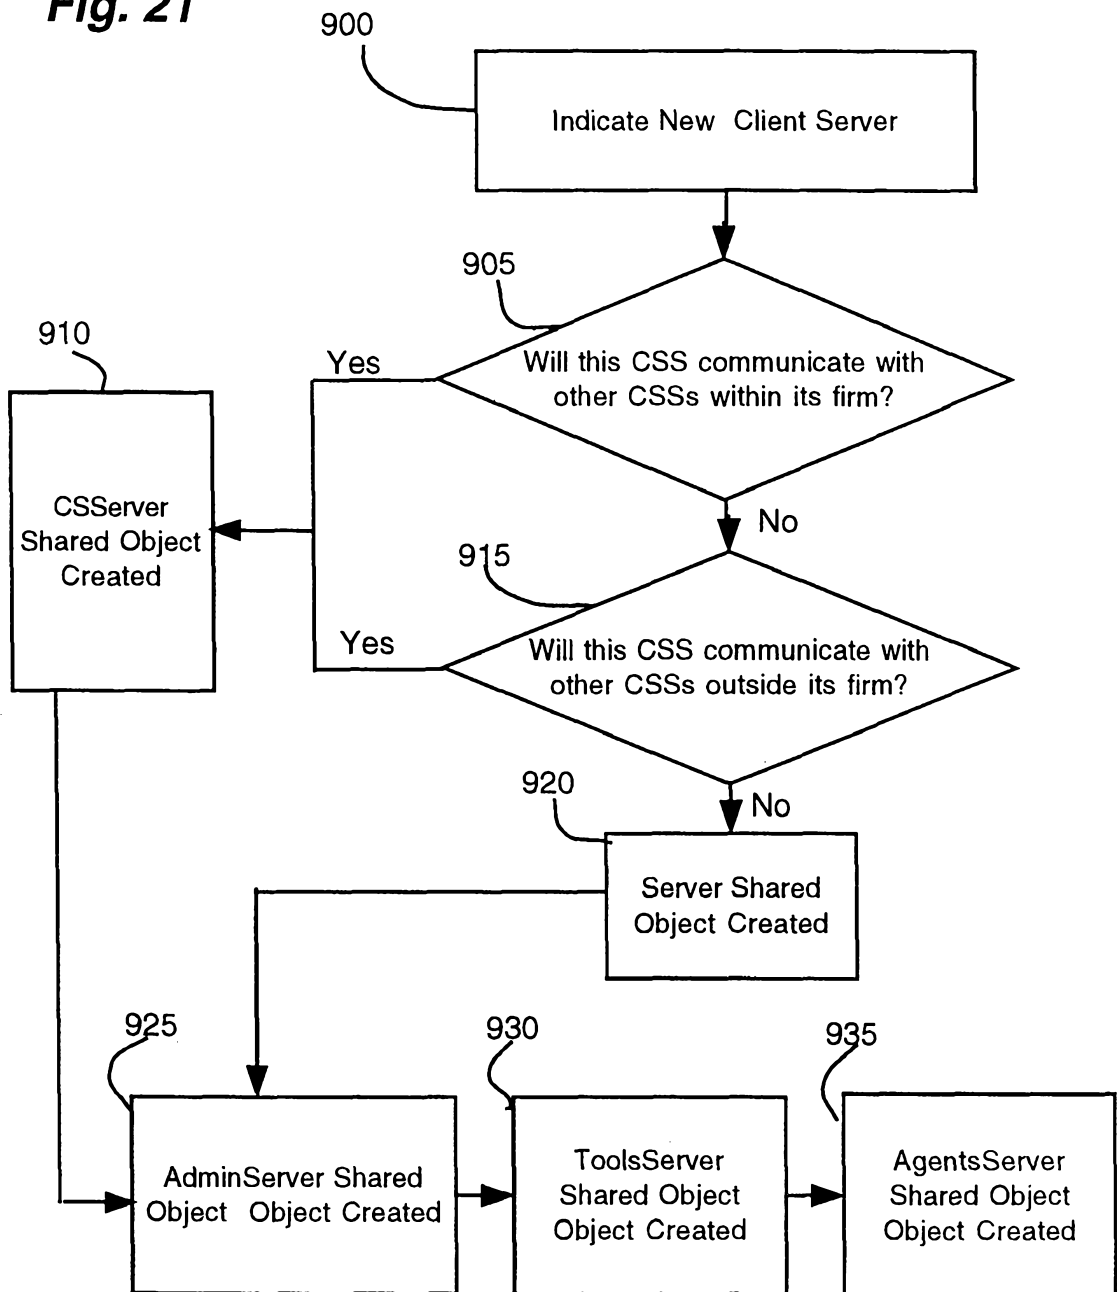 Fig. 21
900
Indicate New Client Server
905
Will this CSS communicate with
other CSSs within its firm?
Yes
910
CSServer
Shared Object
Created
No
915
Will this CSS communicate with
other CSSs outside its firm?
Yes
No
920
Server Shared
Object Created
925
AdminServer Shared
Object Object Created
930
ToolsServer
Shared Object
Object Created
935
AgentsServer
Shared Object
Object Created